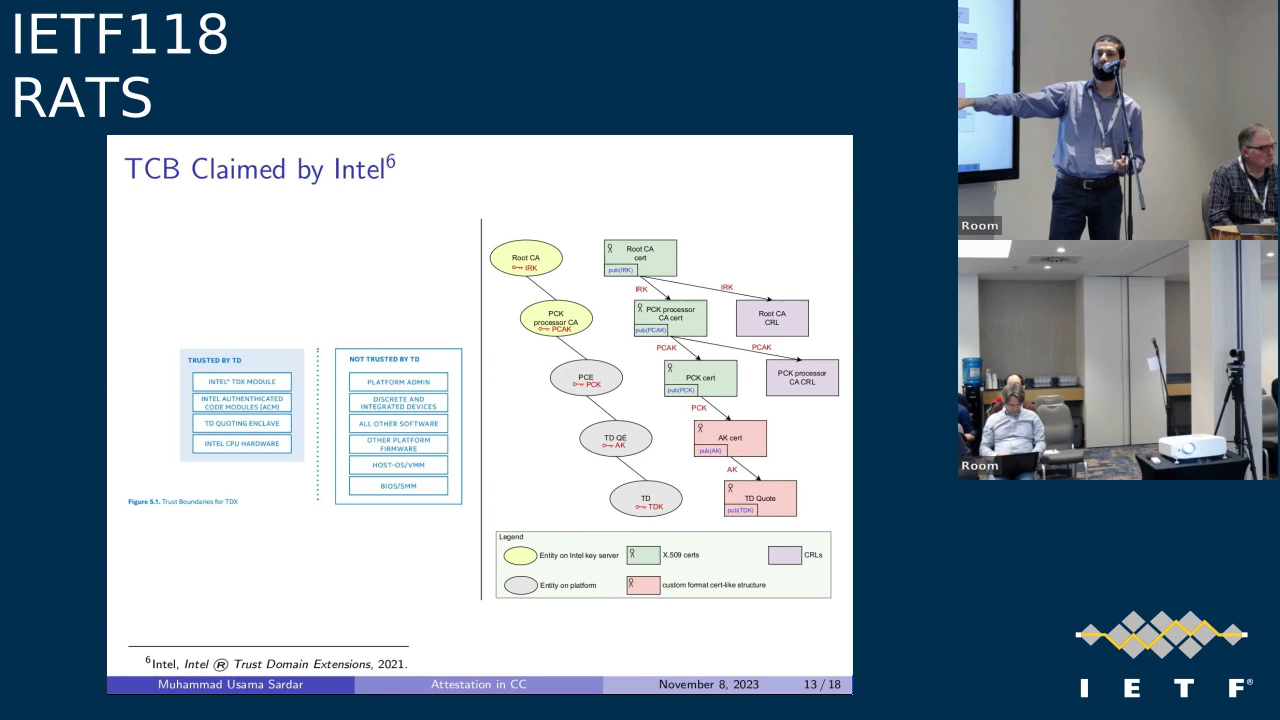 IETF118
RATS
TCB Claimed by Intel6
TRUSTED BY TD
INTEL® TDX MODULE
INTEL AUTHENTHICATED
CODE MODULES (ACM)
TD QUOTING ENCLAVE
INTEL CPU HARDWARE
NOT TRUSTED BY TD
PLATFORM ADMIN
DISCRETE AND
INTEGRATED DEVICES
ALL OTHER SOFTWARE
OTHER PLATFORM
FIRMWARE
HOST-OS/VMM
BIOS/SMM
Figure 5.1. Trust Boundaries for TDX
Root CA
IRK
PCK
processor CA
PCAK
PCE
PCK
TD QE
AK
TD
TDK
Root CA
cert
pub(IRK)
IRK
IRK
PCK processor
CA cert
pub(PCAK)
Root CA
CRL
PCAK
PCAK
PCK cert
pub(PCK)
PCK processor
CA CRL
PCK
AK cert
pub(AK)
AK
TD Quote
pub(TDK)
Legend
Entity on Intel key server
X.509 certs
CRLs
Entity on platform
custom format cert-like structure
6Intel, Intel ® Trust Domain Extensions, 2021.
Muhammad Usama Sardar
Attestation in CC
November 8, 2023
13 / 18
Room
Room
I E T F®